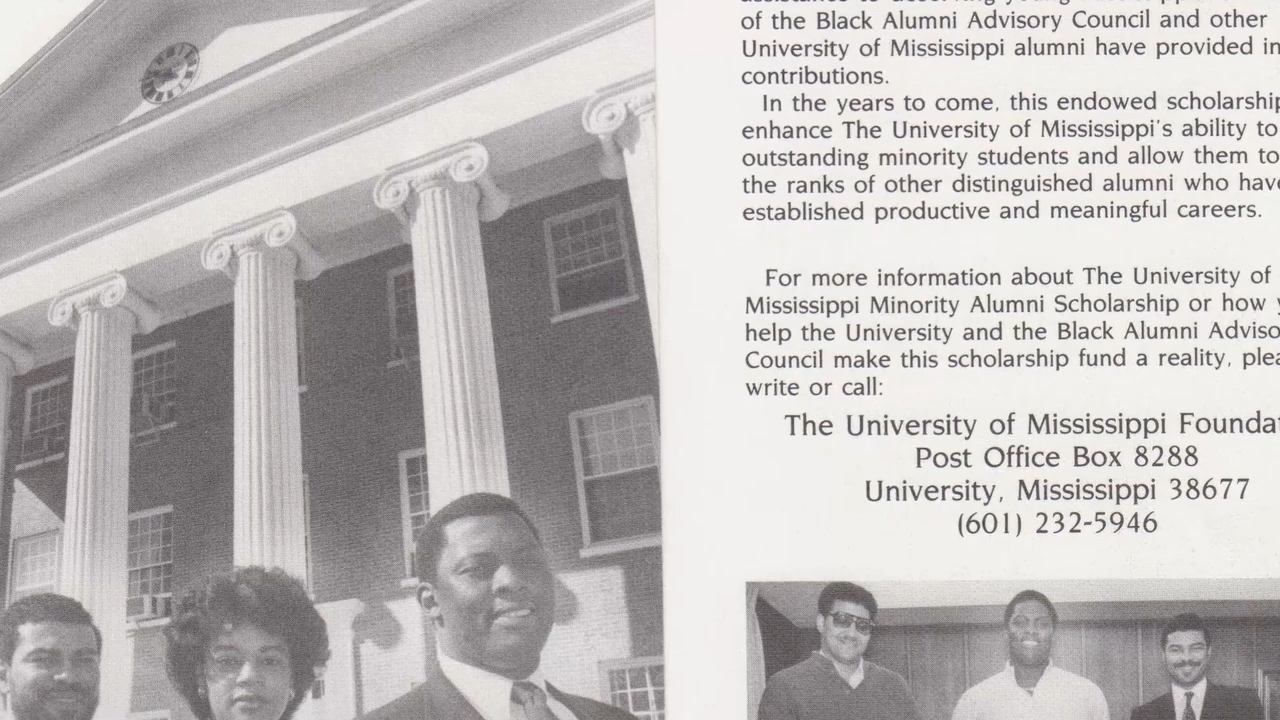 of the Black Alumni Advisory Council and other
University of Mississippi alumni have provided
contributions.
In the years to come, this endowed scholarship
enhance The University of Mississippi's ability to
outstanding minority students and allow them to
the ranks of other distinguished alumni who have
established productive and meaningful careers.
For more information about The University of
Mississippi Minority Alumni Scholarship or how
help the University and the Black Alumni
Council make this scholarship fund a reality,
write or call:
The University of Mississippi
Post Office Box 8288
University, Mississippi 38677
(601) 232-5946